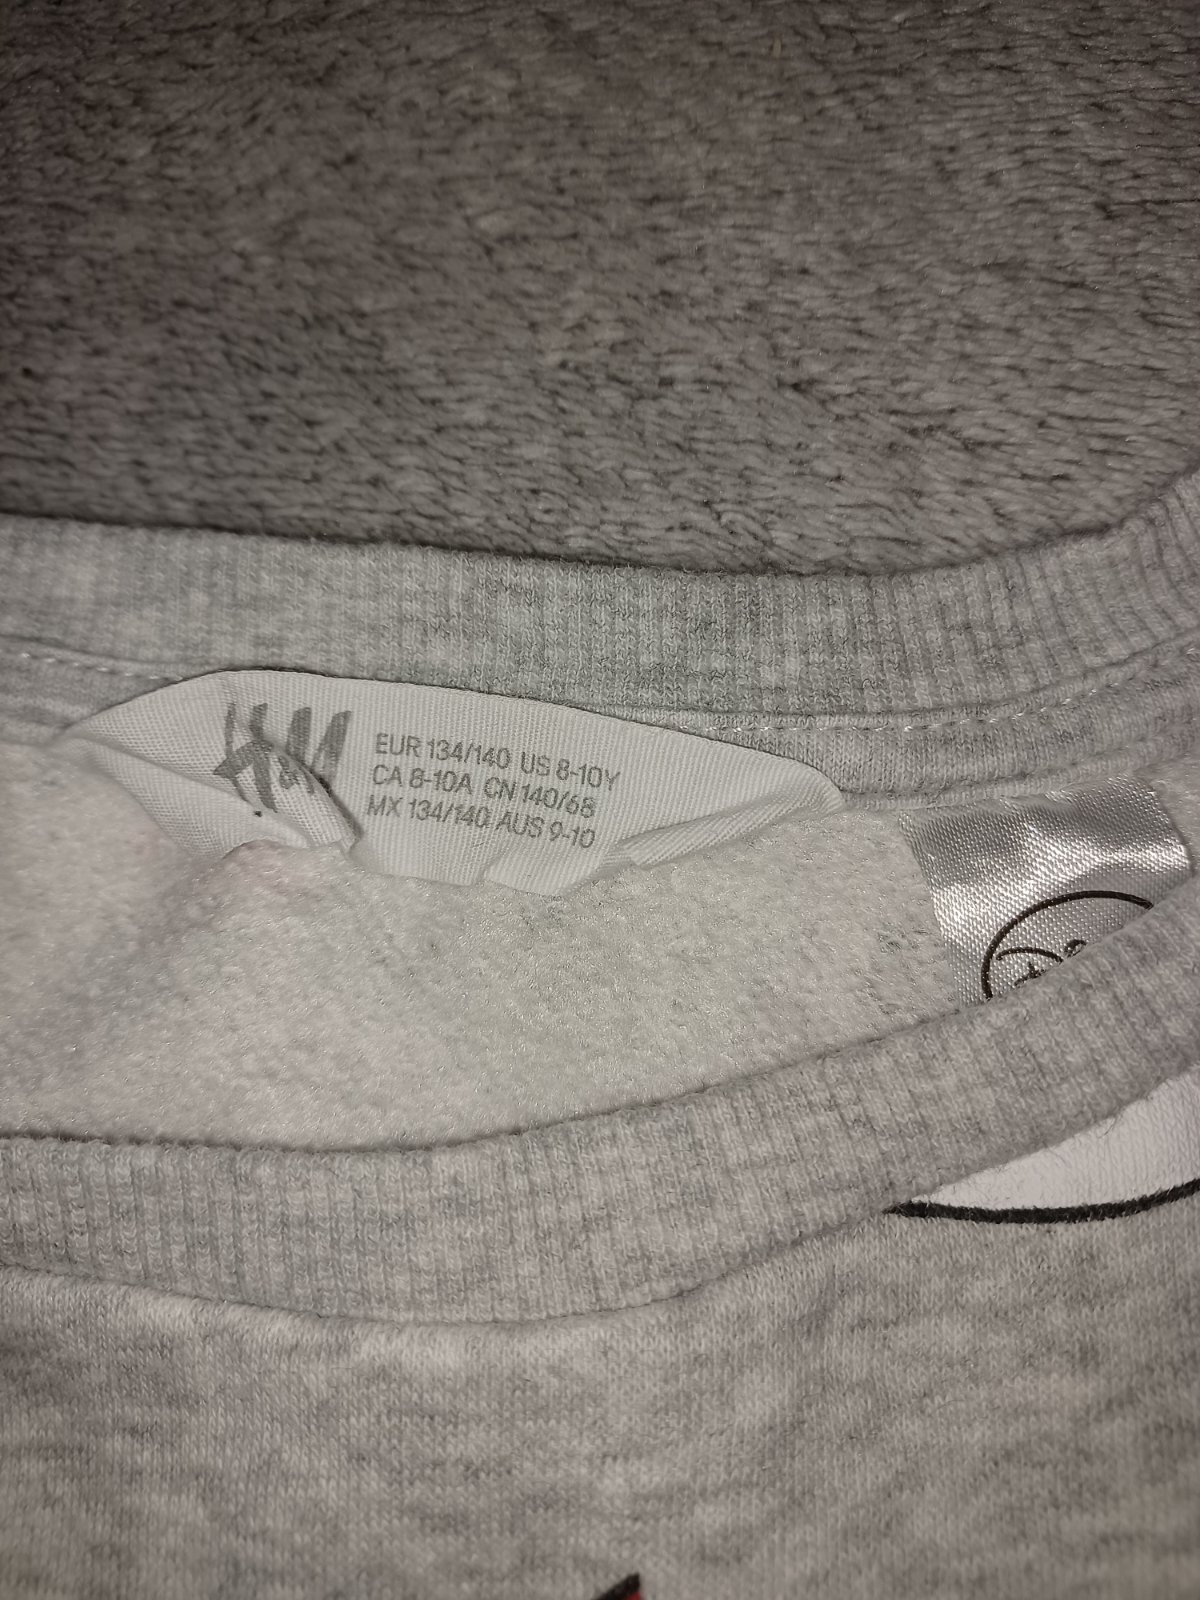 H&M
EUR 134/140 US 8-10Y
CA 8-10A CN 140/68
MX 134/140 AUS 9-10